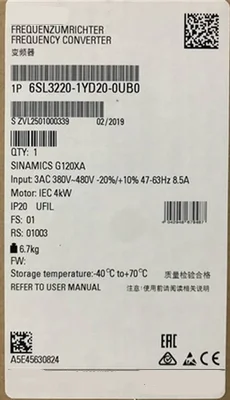 FREQUENZUMRICHTER
FREQUENCY CONVERTER
变频器
1P 6SL3220-1YD20-0UB0
S ZVL2501000339 02/2019
QTY: 1
SINAMICS G120XA
Input: 3AC 380V~480V -20%/+10% 47-63Hz 8.5A
Motor: IEC 4kW
IP20 UFIL
FS: 01
RS: 01003
6.7kg
FW:
Storage temperature:-40°C to+70°C 质量检验合格
REFER TO USER MANUAL (注意：使用前请阅读相关说明)
EAC
A5E45630824